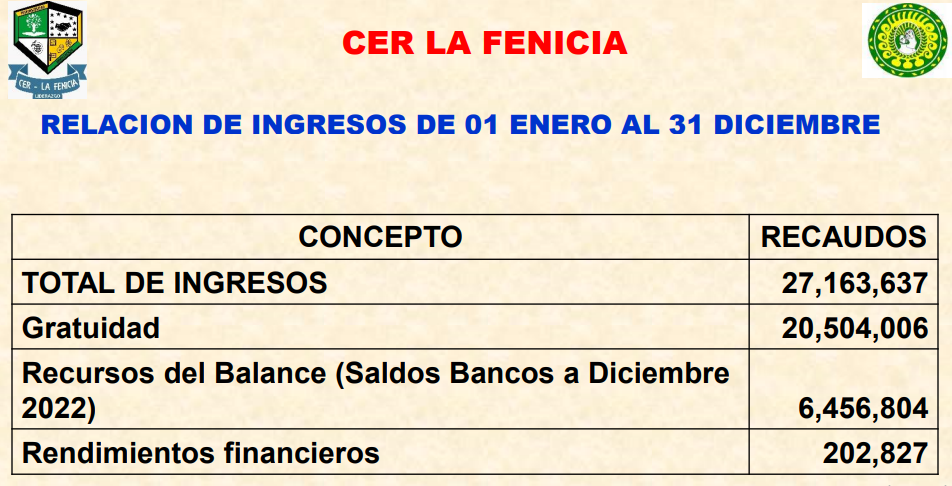 CER LA FENICIA
CER - LA FENICIA
LIDERAZGO
RELACION DE INGRESOS DE 01 ENERO AL 31 DICIEMBRE
CONCEPTO RECAUDOS
TOTAL DE INGRESOS 27,163,637
Gratuidad 20,504,006
Recursos del Balance (Saldos Bancos a Diciembre
2022) 6,456,804
Rendimientos financieros 202,827